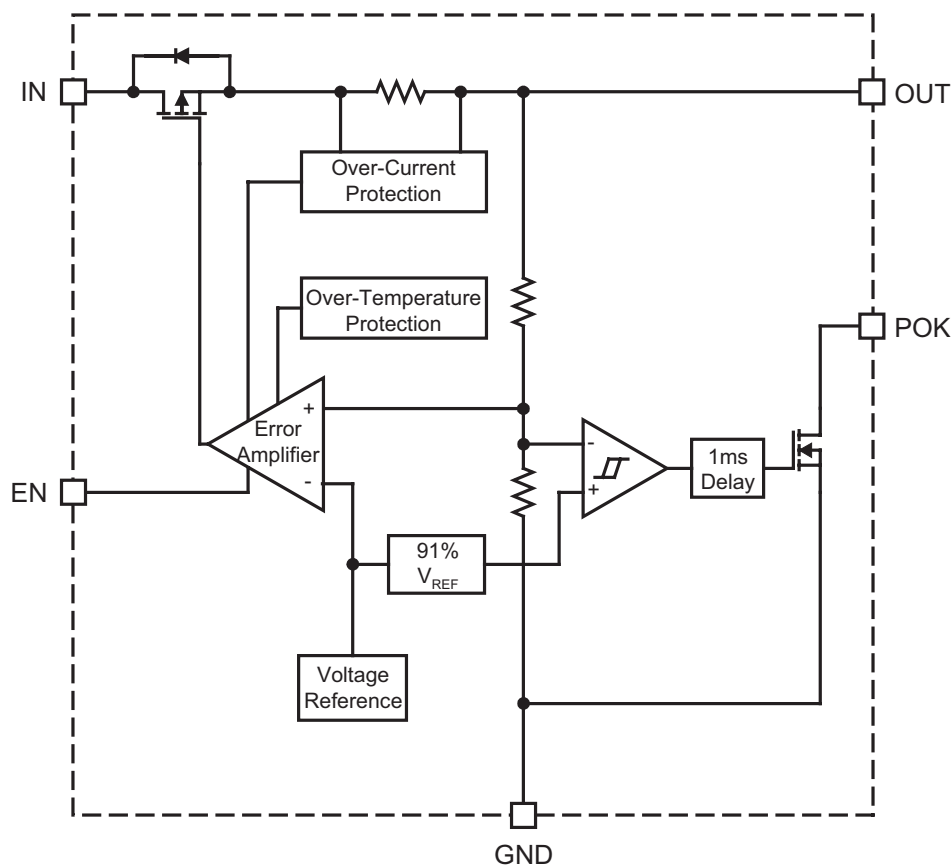 IN
OUT
Over-Current
Protection
Over-Temperature
Protection
POK
+
Error
Amplifier
-
-
+
1ms
Delay
EN
91%
VREF
Voltage
Reference
GND